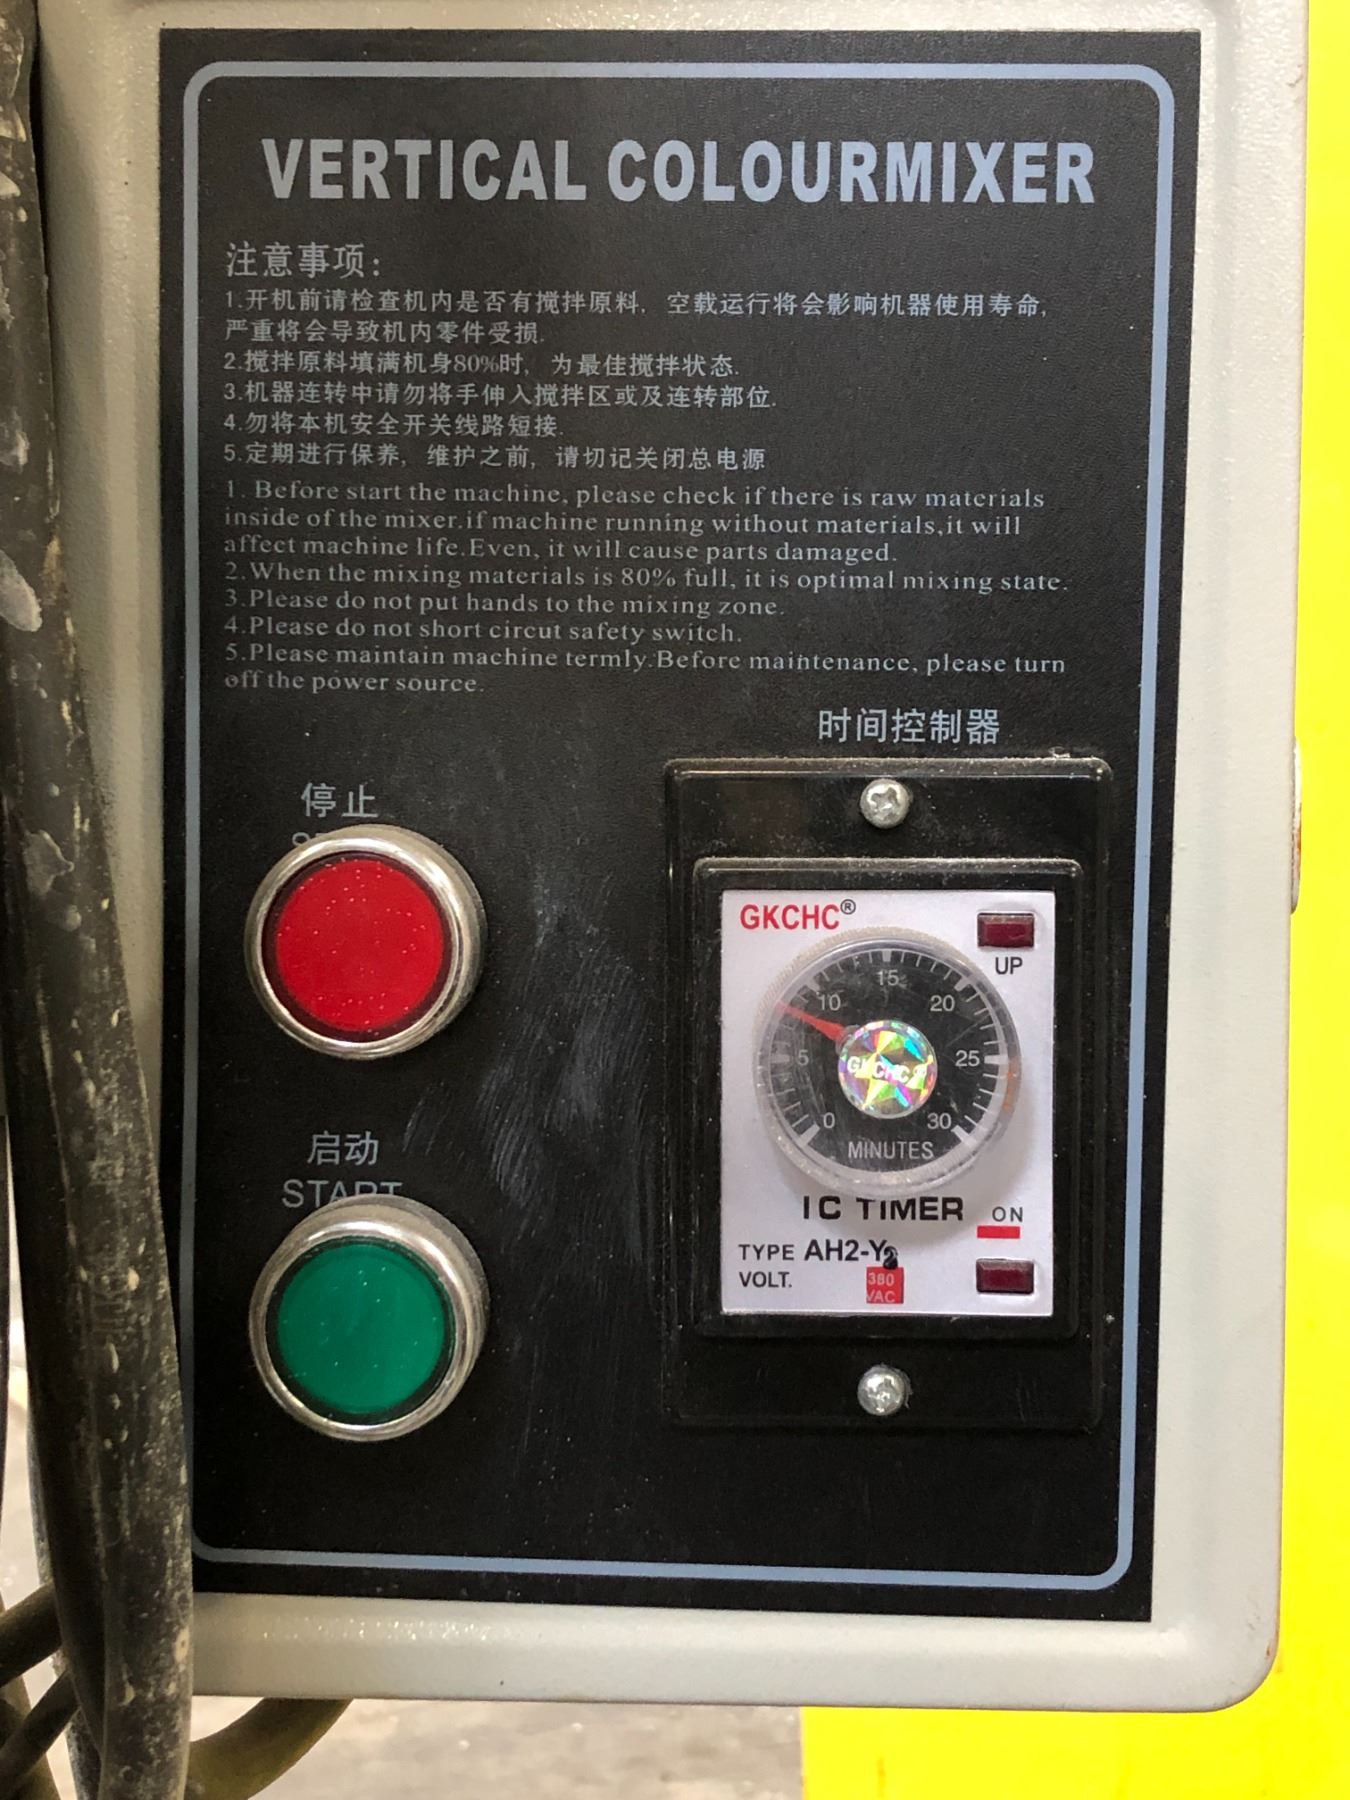 VERTICAL COLOURMIXER
注意事项:
1.开机前请检查机内是否有搅拌原料, 空载运行将会影响机器使用寿命,
严重将会导致机内零件受损.
2.搅拌原料填满机身80%时, 为最佳搅拌状态.
3.机器连转中请勿将手伸入搅拌区或及连转部位.
4.勿将本机安全开关线路短接.
5.定期进行保养, 维护之前, 请切记关闭总电源
1. Before start the machine, please check if there is raw materials
inside of the mixer.if machine running without materials,it will
affect machine life.Even, it will cause parts damaged.
2.When the mixing materials is 80% full, it is optimal mixing state.
3.Please do not put hands to the mixing zone.
4.Please do not short circut safety switch.
5.Please maintain machine termly.Before maintenance, please turn
off the power source.
时间控制器
停止
GKCHC®
UP
15
10
20
5
25
GKCHC
0
30
MINUTES
启动
START
IC TIMER
ON
TYPE AH2-Y
VOLT.
380
VAC